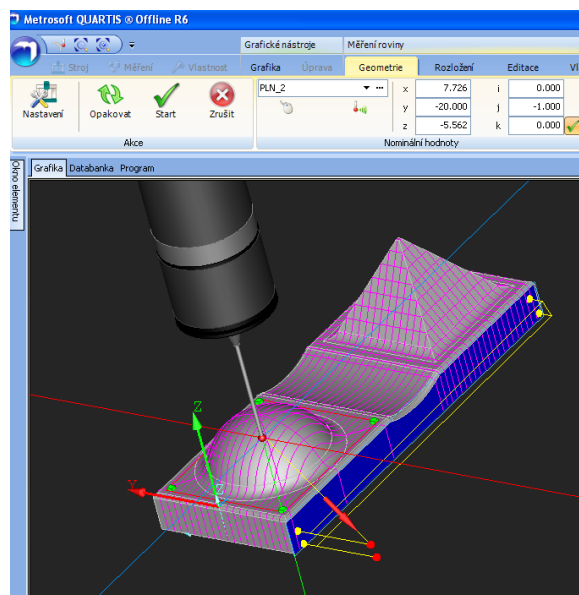 Metrosoft QUARTIS ® Offline R6
Grafické nástroje Měření roviny
Stroj Měření Vlastnost Grafika Úprava Geometrie Rozložení Editace Vl
PLN_2 x 7.726 i 0.000
y -20.000 j -1.000
z -5.562 k 0.000
Nastavení Opakovat Start Zrušit
Akce Nominální hodnoty
Okno elementu
Grafika Databanka Program
Z
Y
Z